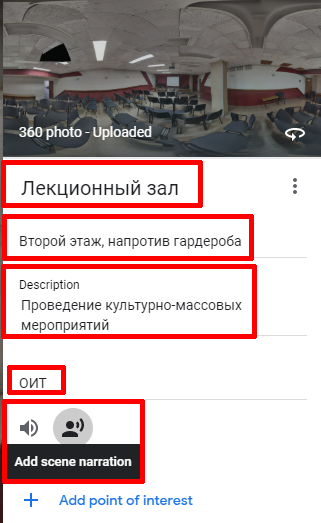 360 photo - Uploaded
Лекционный зал
Второй этаж, напротив гардероба
Description
Проведение культурно-массовых
мероприятий
ОИТ
Add scene narration
Add point of interest